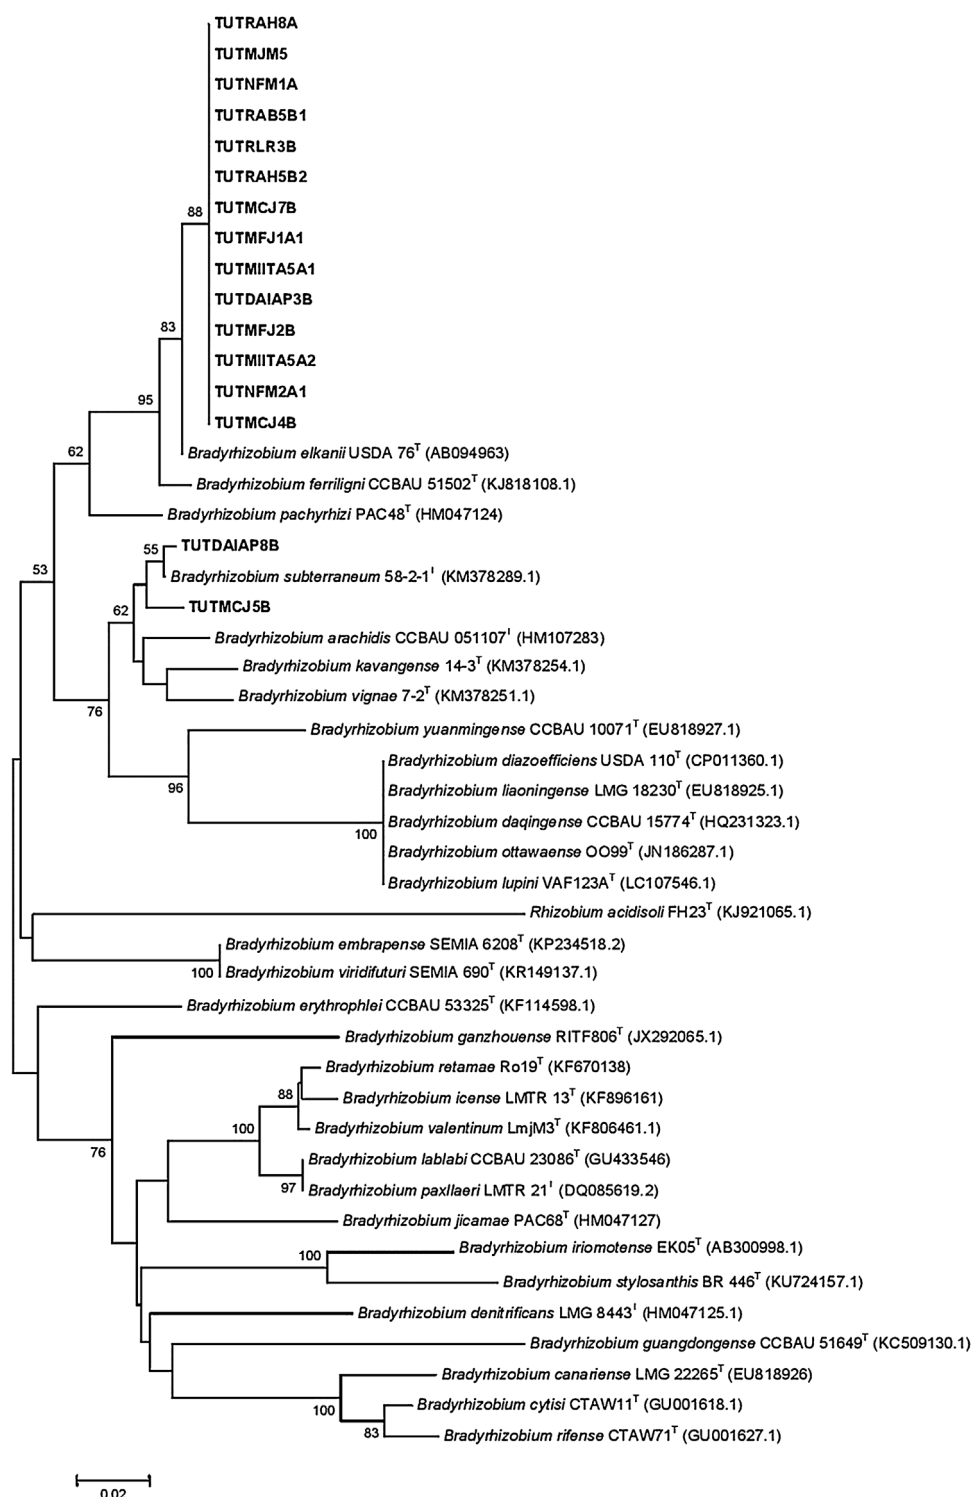 TUTRAH8A
TUTMJM5
TUTNFM1A
TUTRAB5B1
TUTRLR3B
TUTRAH5B2
TUTMCJ7B
88
TUTMFJ1A1
TUTMIITA5A1
TUTDAIAP3B
TUTMFJ2B
83
TUTMIITA5A2
TUTNFM2A1
95
TUTMCJ4B
62
Bradyrhizobium elkanii USDA 76T (AB094963)
Bradyrhizobium ferriligni CCBAU 51502T (KJ818108.1)
Bradyrhizobium pachyrhizi PAC48T (HM047124)
55
TUTDAIAP8B
53
Bradyrhizobium subterraneum 58-2-1I (KM378289.1)
62
TUTMCJ5B
Bradyrhizobium arachidis CCBAU 051107I (HM107283)
Bradyrhizobium kavangense 14-3T (KM378254.1)
Bradyrhizobium vignae 7-2T (KM378251.1)
76
Bradyrhizobium yuanmingense CCBAU 10071T (EU818927.1)
Bradyrhizobium diazoefficiens USDA 110T (CP011360.1)
96
Bradyrhizobium liaoningense LMG 18230T (EU818925.1)
Bradyrhizobium daqingense CCBAU 15774T (HQ231323.1)
100
Bradyrhizobium ottawaense OO99T (JN186287.1)
Bradyrhizobium lupini VAF123AT (LC107546.1)
Rhizobium acidisoli FH23T (KJ921065.1)
Bradyrhizobium embrapense SEMIA 6208T (KP234518.2)
100
Bradyrhizobium viridifuturi SEMIA 690T (KR149137.1)
Bradyrhizobium erythrophlei CCBAU 53325T (KF114598.1)
Bradyrhizobium ganzhouense RITF806T (JX292065.1)
Bradyrhizobium retamae Ro19T (KF670138)
88
Bradyrhizobium icense LMTR 13T (KF896161)
100
Bradyrhizobium valentinum LmjM3T (KF806461.1)
76
Bradyrhizobium lablabi CCBAU 23086T (GU433546)
97
Bradyrhizobium paxllaeri LMTR 21I (DQ085619.2)
Bradyrhizobium jicamae PAC68T (HM047127)
100
Bradyrhizobium iriomotense EK05T (AB300998.1)
Bradyrhizobium stylosanthis BR 446T (KU724157.1)
Bradyrhizobium denitrificans LMG 8443I (HM047125.1)
Bradyrhizobium guangdongense CCBAU 51649T (KC509130.1)
Bradyrhizobium canariense LMG 22265T (EU818926)
100
Bradyrhizobium cytisi CTAW11T (GU001618.1)
83
Bradyrhizobium rifense CTAW71T (GU001627.1)
0.02